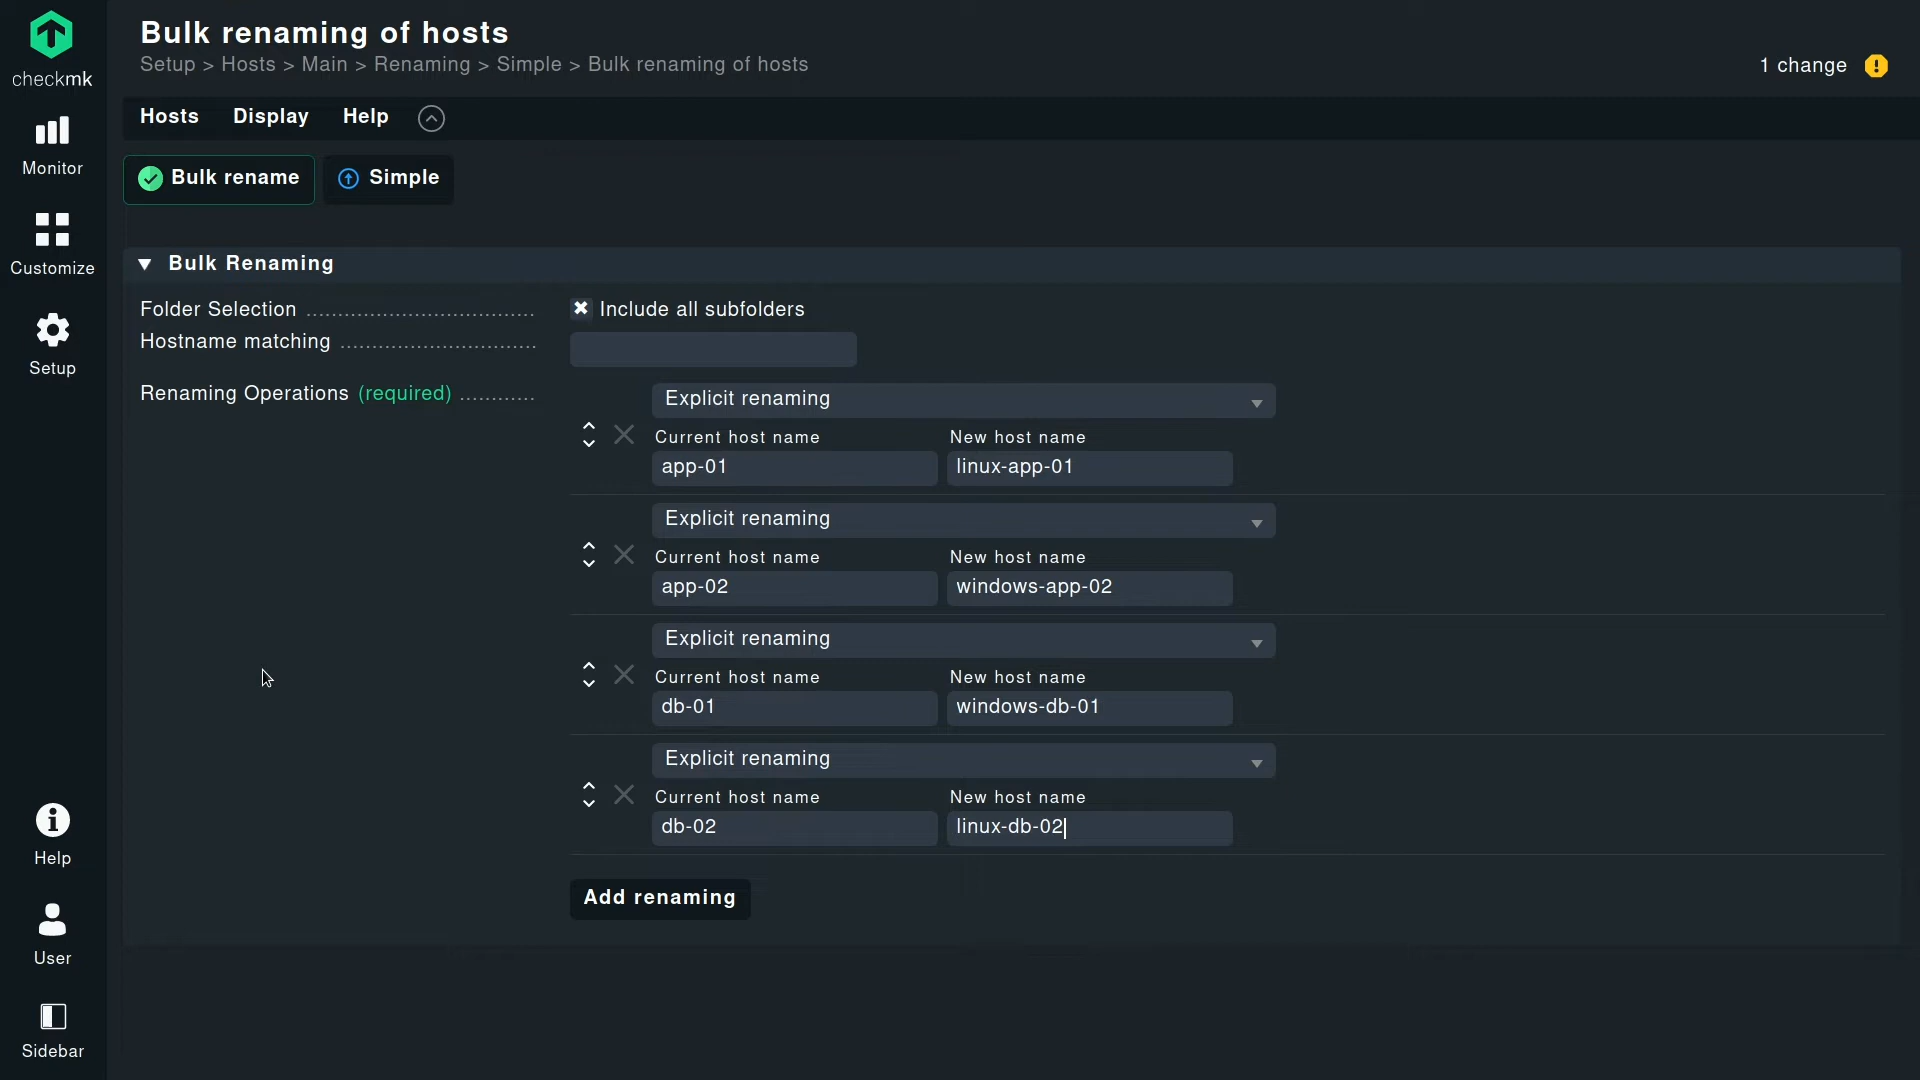 Bulk renaming of hosts
Setup > Hosts > Main > Renaming > Simple > Bulk renaming of hosts
1 change
checkmk
Hosts Display Help
Monitor
Bulk rename Simple
Customize
Bulk Renaming
Folder Selection Include all subfolders
Hostname matching
Setup
Renaming Operations (required) Explicit renaming
Current host name New host name
app-01 linux-app-01
Explicit renaming
Current host name New host name
app-02 windows-app-02
Explicit renaming
Current host name New host name
db-01 windows-db-01
Explicit renaming
Current host name New host name
db-02 linux-db-02
Help
Add renaming
User
Sidebar